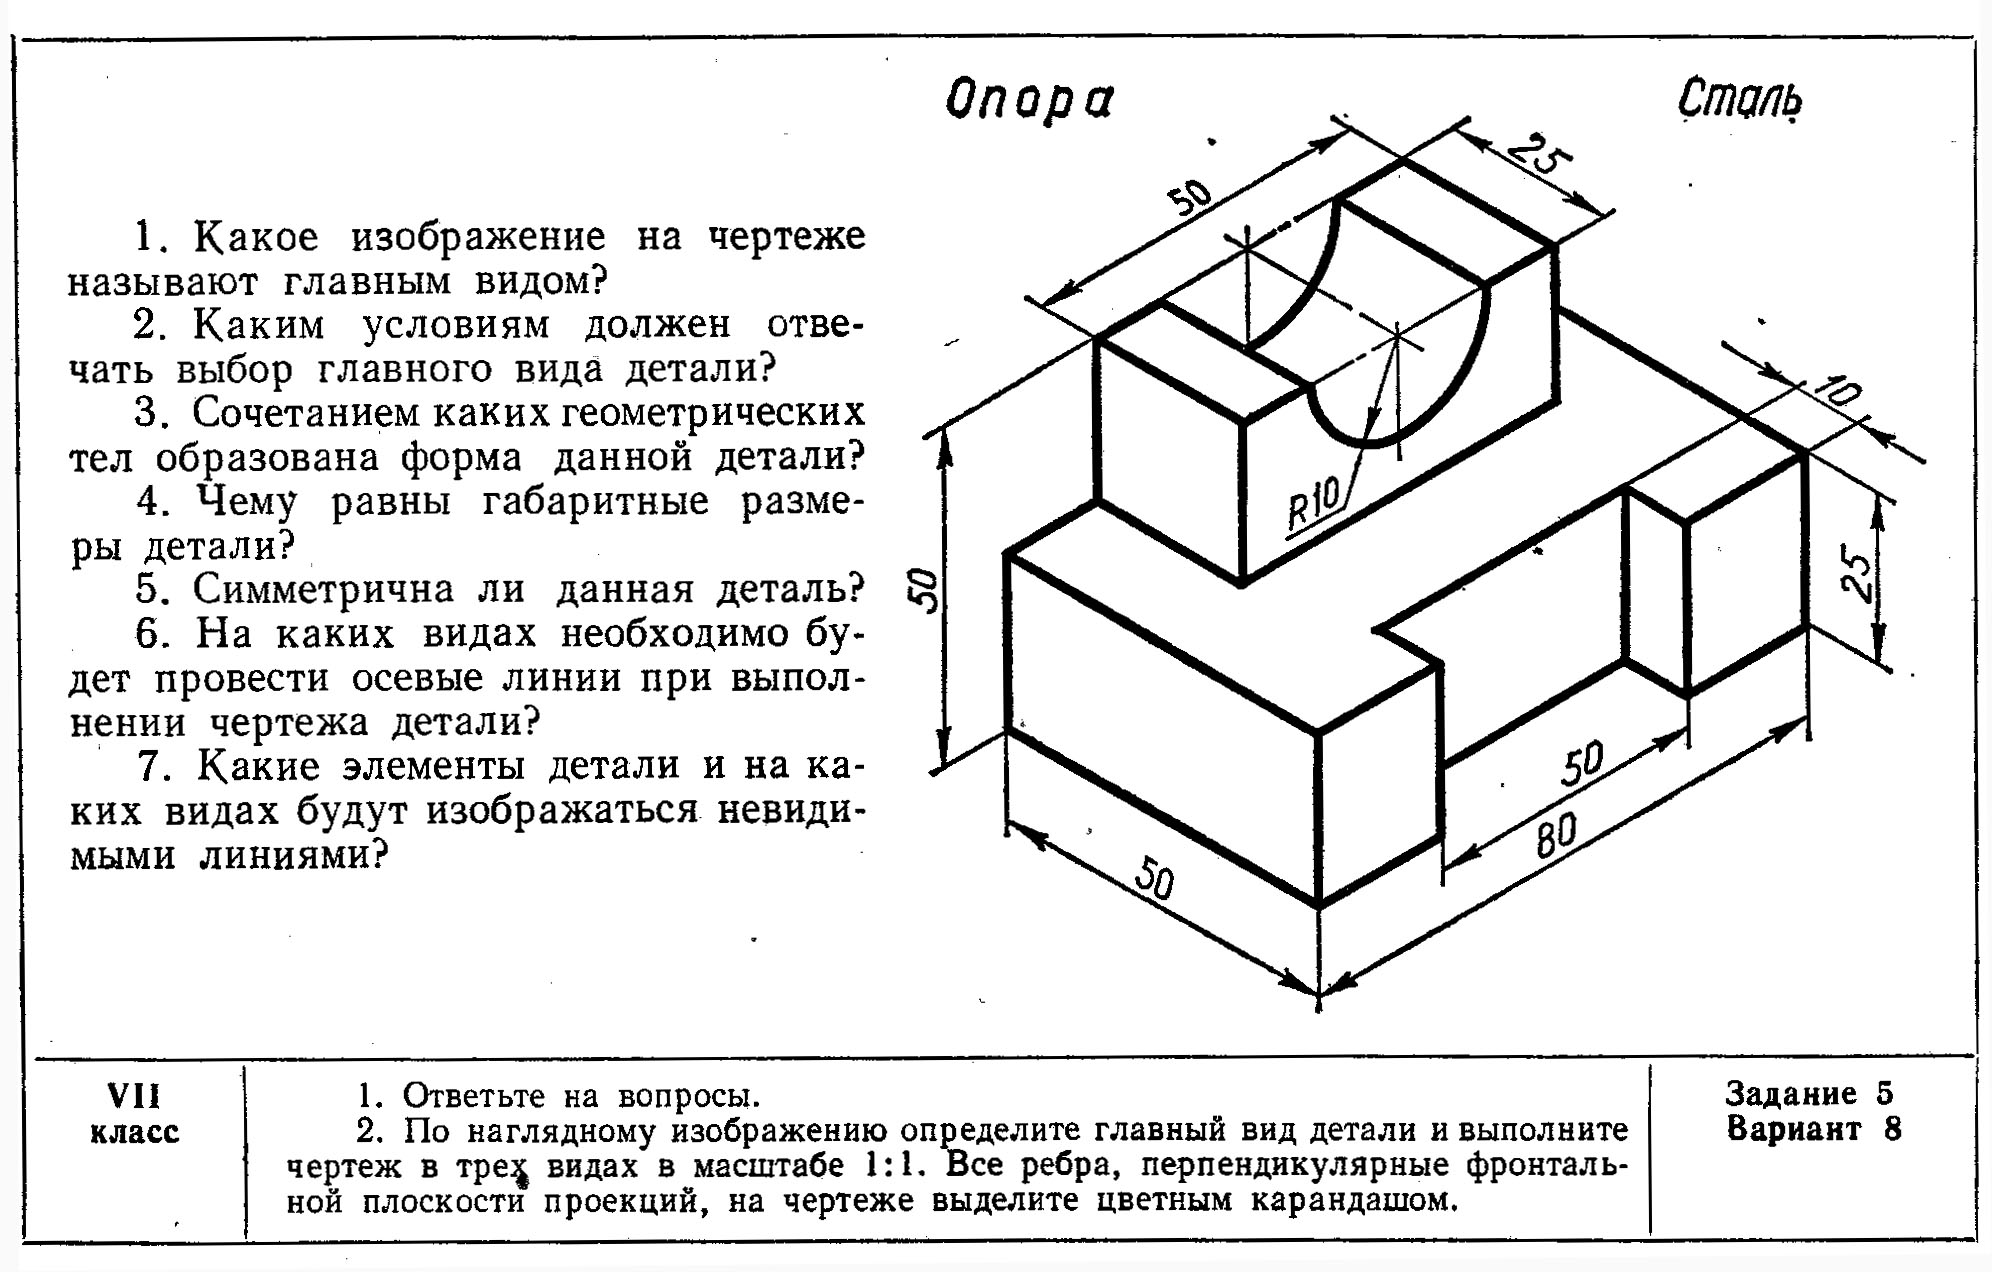 Опора
Сталь
1. Какое изображение на чертеже
называют главным видом?
2. Каким условиям должен отве-
чать выбор главного вида детали?
3. Сочетанием каких геометрических
тел образована форма данной детали?
4. Чему равны габаритные разме-
ры детали?
5. Симметрична ли данная деталь?
6. На каких видах необходимо бу-
дет провести осевые линии при выпол-
нении чертежа детали?
7. Какие элементы детали и на ка-
ких видах будут изображаться невиди-
мыми линиями?
50
25
10
R10
50
25
50
80
50
VII
класс
1. Ответьте на вопросы.
2. По наглядному изображению определите главный вид детали и выполните
чертеж в трех видах в масштабе 1:1. Все ребра, перпендикулярные фронталь-
ной плоскости проекций, на чертеже выделите цветным карандашом.
Задание 5
Вариант 8